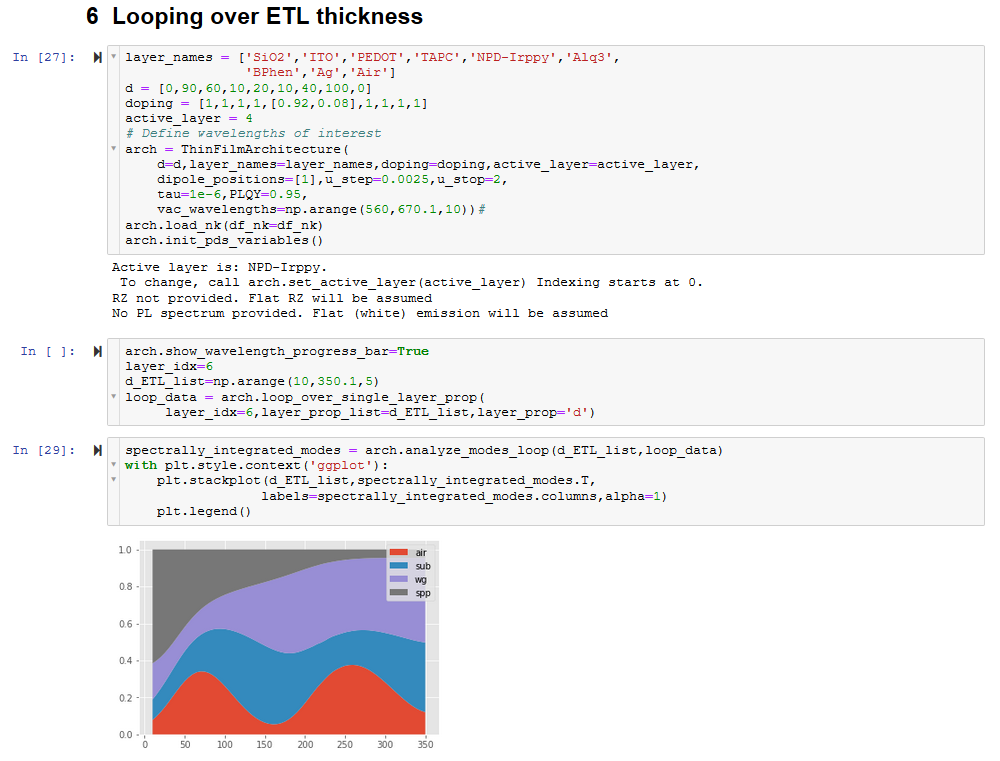 6 Looping over ETL thickness
In [27]:
layer_names = ['SiO2','ITO','PEDOT','TAPC','NPD-Irppy','Alq3',
'BPhen','Ag','Air']
d = [0,90,60,10,20,10,40,100,0]
doping = [1,1,1,1,[0.92,0.08],1,1,1,1]
active_layer = 4
# Define wavelengths of interest
arch = ThinFilmArchitecture(
d=d,layer_names=layer_names,doping=doping,active_layer=active_layer,
dipole_positions=[1],u_step=0.0025,u_stop=2,
tau=1e-6,PLQY=0.95,
vac_wavelengths=np.arange(560,670.1,10))#
arch.load_nk(df_nk=df_nk)
arch.init_pds_variables()
Active layer is: NPD-Irppy.
To change, call arch.set_active_layer(active_layer) Indexing starts at 0.
RZ not provided. Flat RZ will be assumed
No PL spectrum provided. Flat (white) emission will be assumed
In [ ]:
arch.show_wavelength_progress_bar=True
layer_idx=6
d_ETL_list=np.arange(10,350.1,5)
loop_data = arch.loop_over_single_layer_prop(
layer_idx=6,layer_prop_list=d_ETL_list,layer_prop='d')
In [29]:
spectrally_integrated_modes = arch.analyze_modes_loop(d_ETL_list,loop_data)
with plt.style.context('ggplot'):
plt.stackplot(d_ETL_list,spectrally_integrated_modes.T,
labels=spectrally_integrated_modes.columns,alpha=1)
plt.legend()
1.0
0.8
0.6
0.4
0.2
0.0
air
sub
wg
spp
0 50 100 150 200 250 300 350